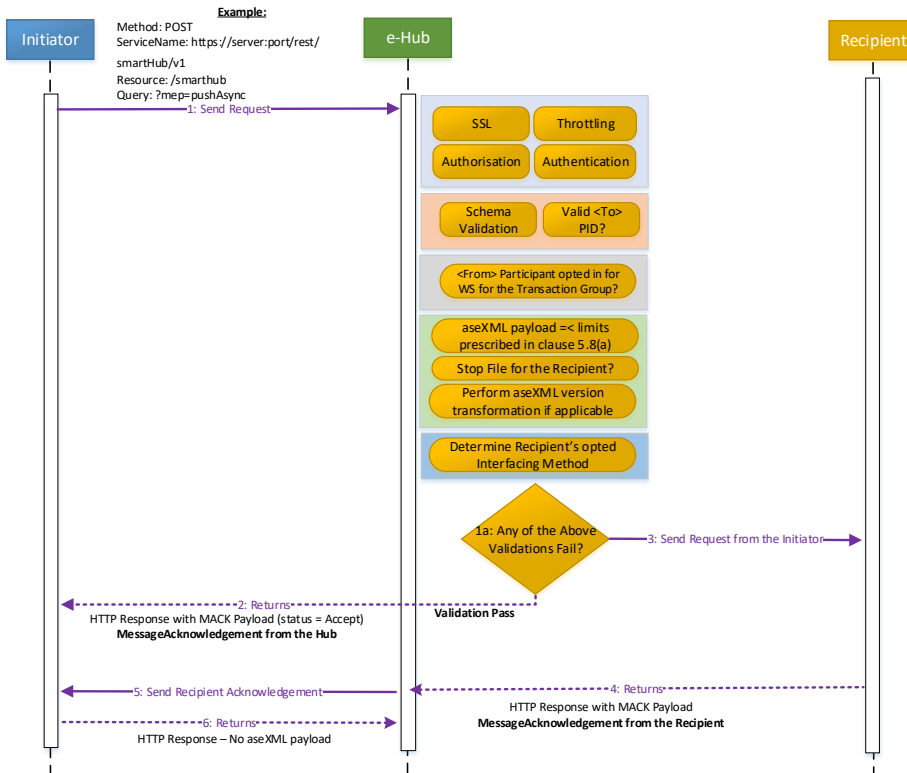 Example:
Method: POST
ServiceName: https://server:port/rest/
smartHub/v1
Resource: /smarthub
Query: ?mep=pushAsync
Initiator
e-Hub
Recipient
1: Send Request
SSL
Throttling
Authorisation
Authentication
Schema
Validation
Valid <To>
PID?
<From> Participant opted in for
WS for the Transaction Group?
aseXML payload =< limits
prescribed in clause 5.8(a)
Stop File for the Recipient?
Perform aseXML version
transformation if applicable
Determine Recipient's opted
Interfacing Method
1a: Any of the Above
Validations Fail?
3: Send Request from the Initiator
2: Returns
HTTP Response with MACK Payload (status = Accept)
MessageAcknowledgement from the Hub
Validation Pass
4: Returns
HTTP Response with MACK Payload
MessageAcknowledgement from the Recipient
5: Send Recipient Acknowledgement
6: Returns
HTTP Response – No aseXML payload